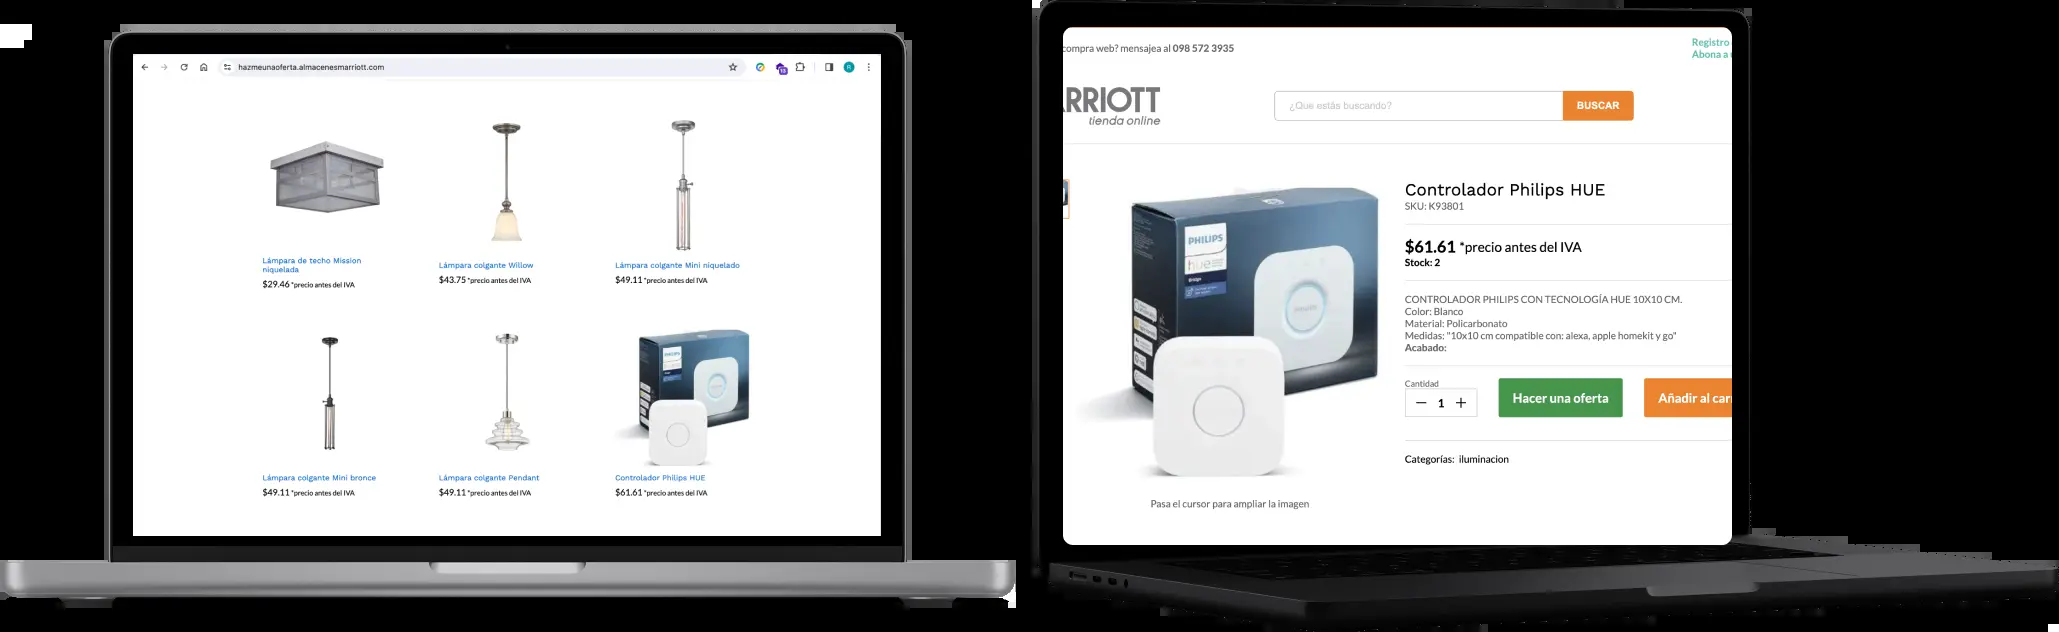 hazmeunaoferta.almacenesmarriott.com
Lámpara de techo Mission
niquelada
$29.46 *precio antes del IVA
Lámpara colgante Willow
$43.75 *precio antes del IVA
Lámpara colgante Mini niquelado
$49.11 *precio antes del IVA
Lámpara colgante Mini bronce
$49.11 *precio antes del IVA
Lámpara colgante Pendant
$49.11 *precio antes del IVA
Controlador Philips HUE
$61.61 *precio antes del IVA
compra web? mensajea al 098 572 3935
Registro
Abona a
RRIOTT
tienda online
¿Que estás buscando?
BUSCAR
PHILIPS
hue
Bridge
Controlador Philips HUE
SKU: K93801
$61.61 *precio antes del IVA
Stock: 2
CONTROLADOR PHILIPS CON TECNOLOGÍA HUE 10X10 CM.
Color: Blanco
Material: Policarbonato
Medidas: "10x10 cm compatible con: alexa, apple homekit y go"
Acabado:
Cantidad
1
Hacer una oferta
Añadir al car
Categorías: iluminacion
Pasa el cursor para ampliar la imagen